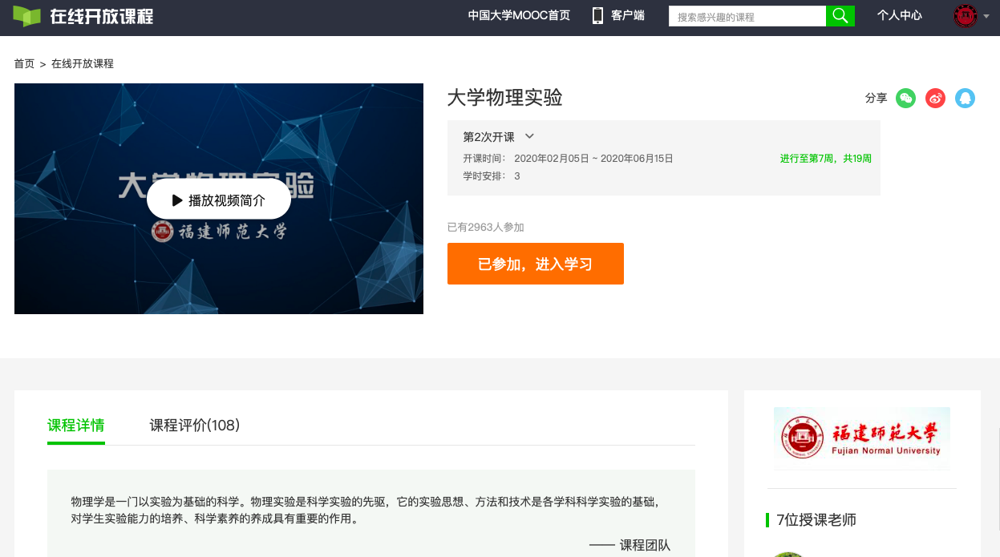 在线开放课程
中国大学MOOC首页
客户端
搜索感兴趣的课程
个人中心
首页 > 在线开放课程
大学物理实验
播放视频简介
福建师范大学
大学物理实验
分享
第2次开课
开课时间： 2020年02月05日 ~ 2020年06月15日
进行至第7周，共19周
学时安排： 3
已有2963人参加
已参加，进入学习
课程详情
课程评价(108)
物理学是一门以实验为基础的科学。物理实验是科学实验的先驱，它的实验思想、方法和技术是各学科科学实验的基础，
对学生实验能力的培养、科学素养的养成具有重要的作用。
—— 课程团队
福建师范大學
Fujian Normal University
7位授课老师